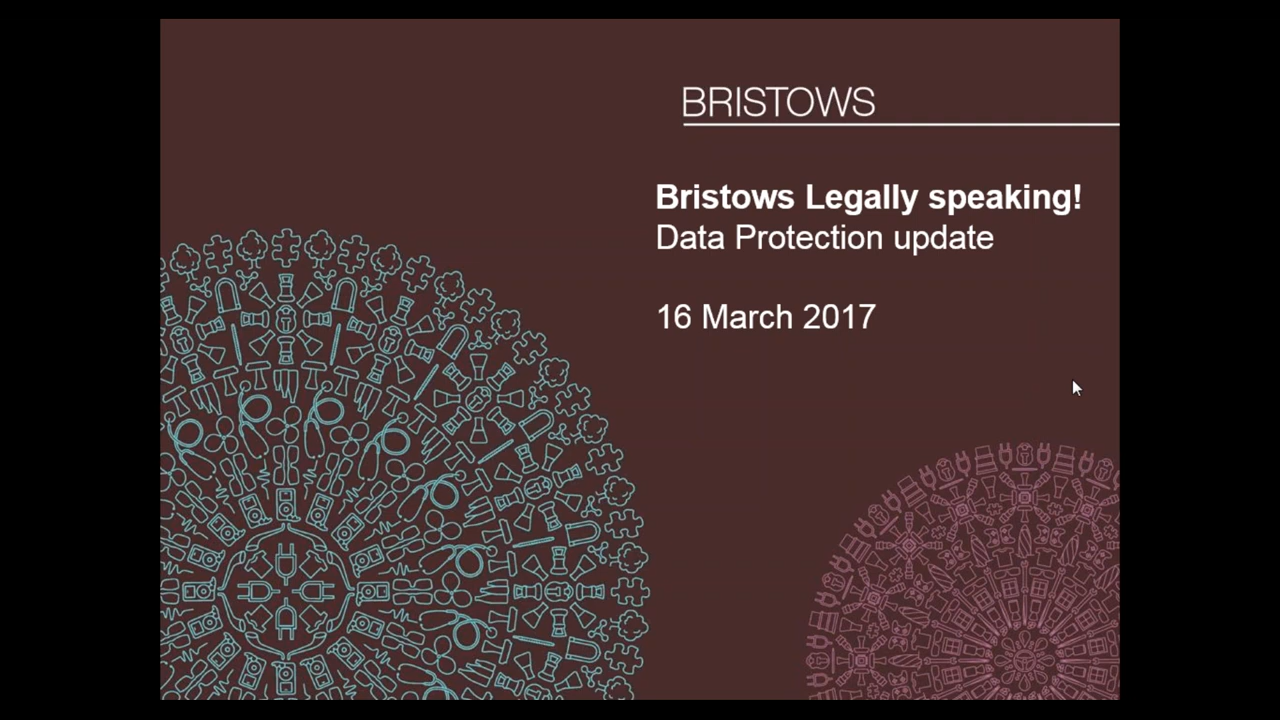 BRISTOWS
Bristows Legally speaking!
Data Protection update
16 March 2017